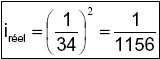 i_réel = (1/34)² = 1/1156